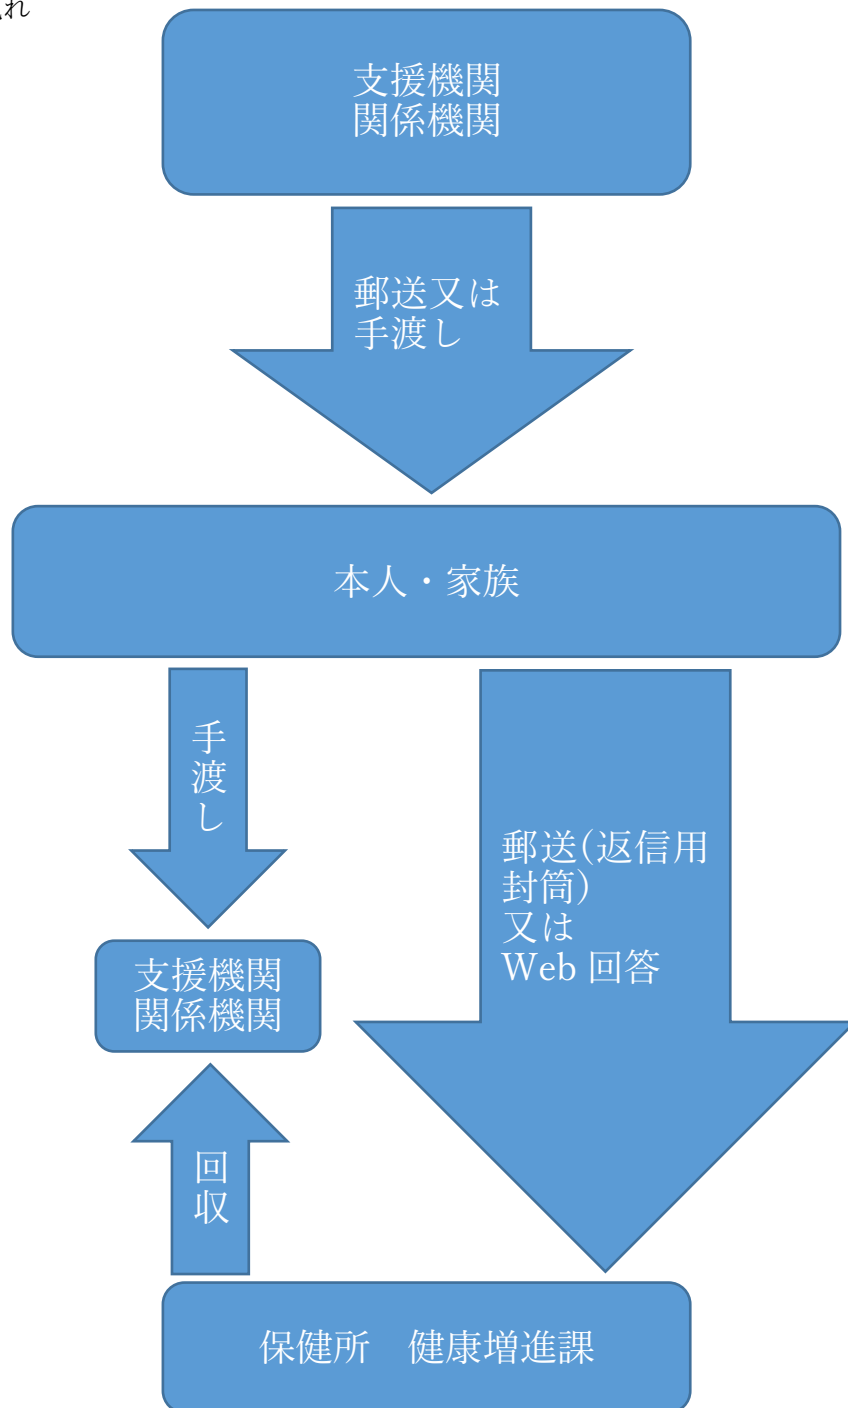 れ
支援機関
関係機関
郵送又は
手渡し
本人・家族
手渡し
郵送(返信用
封筒)
又は
Web 回答
支援機関
関係機関
回収
保健所　健康増進課